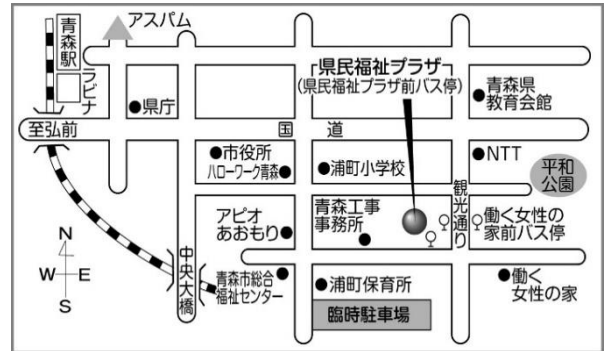 アスパム
青森駅
ラビナ
県庁
県民福祉プラザ
(県民福祉プラザ前バス停)
青森県
教育会館
至弘前
国道
市役所
ハローワーク青森
浦町小学校
NTT
平和
公園
観光通り
アピオ
あおもり
青森工事
事務所
働く女性の
家前バス停
N
W
E
S
中央大橋
青森市総合
福祉センター
浦町保育所
働く
女性の家
臨時駐車場